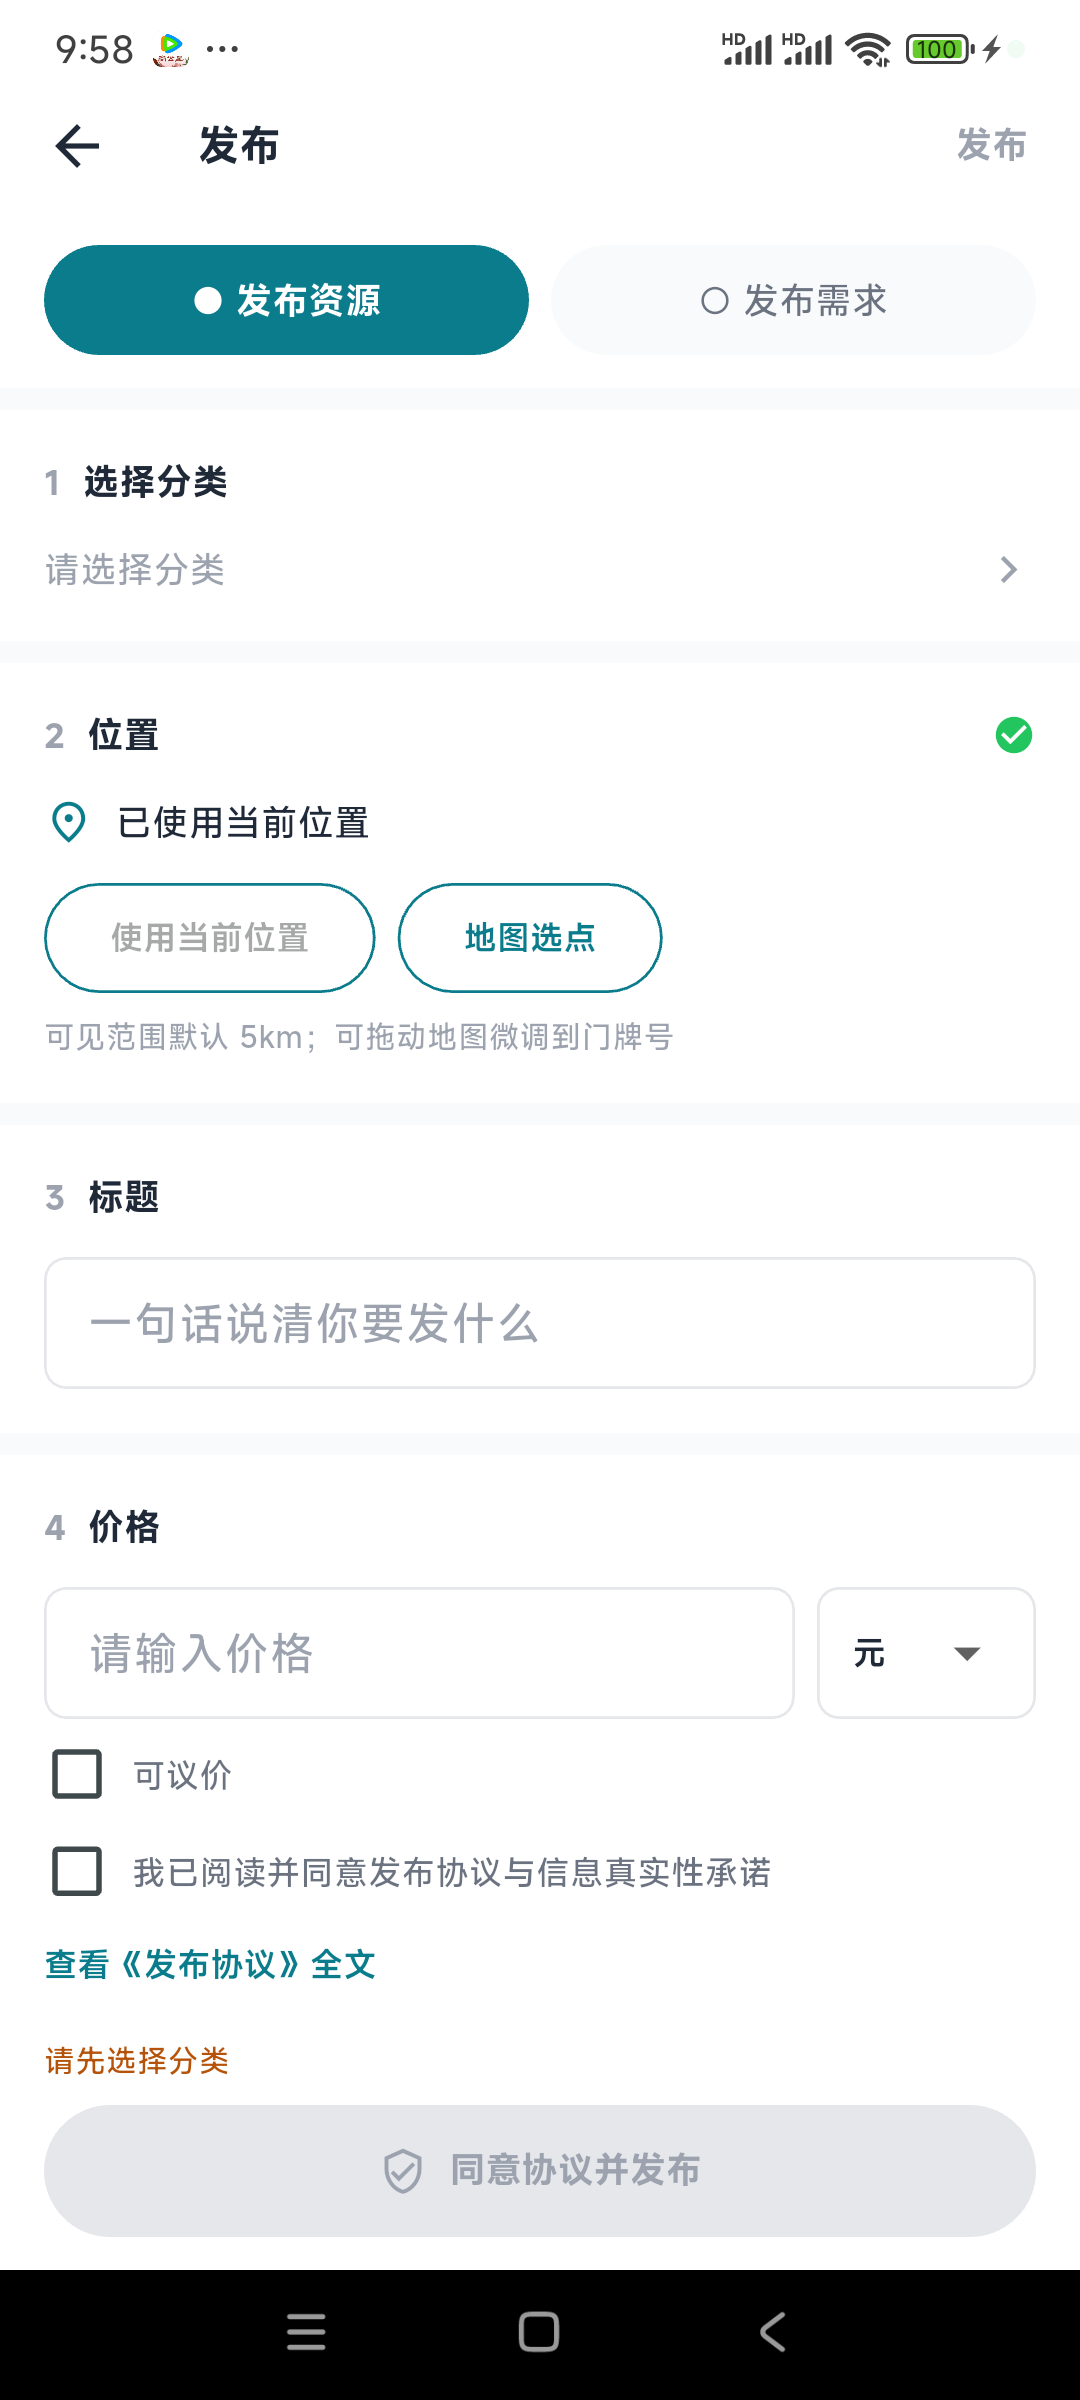 9:58
HD HD 100
发布
发布
发布资源
发布需求
1 选择分类
请选择分类
2 位置
已使用当前位置
使用当前位置
地图选点
可见范围默认 5km；可拖动地图微调到门牌号
3 标题
一句话说清你要发什么
4 价格
请输入价格
元
可议价
我已阅读并同意发布协议与信息真实性承诺
查看《发布协议》全文
请先选择分类
同意协议并发布